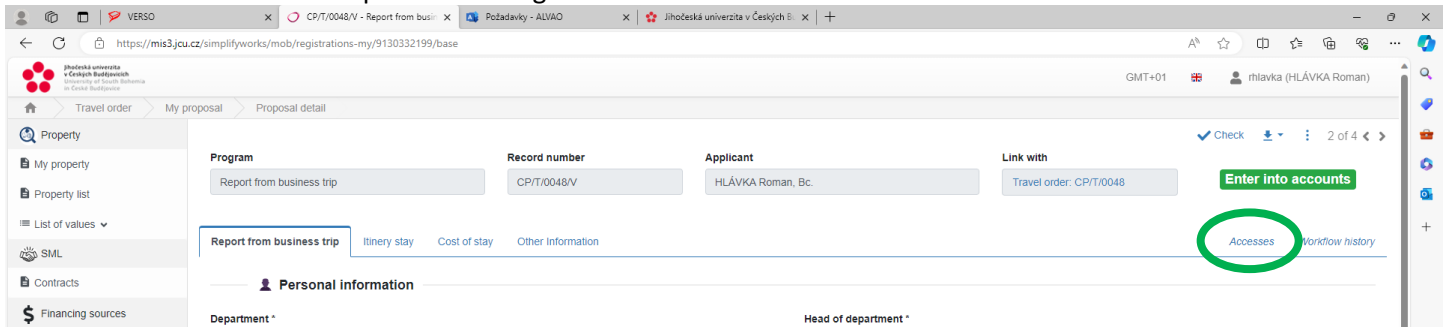 VERSO
CP/T/0048/V - Report from busin
Požadavky - ALVAO
Jihočeská univerzita v Českých Bu
https://mis3.jcu.cz/simplifyworks/mob/registrations-my/9130332199/base
Jihočeská univerzita
v Českých Budějovicích
University of South Bohemia
in České Budějovice
GMT+01
rhlavka (HLÁVKA Roman)
Travel order
My proposal
Proposal detail
Property
Check
2 of 4
My property
Program
Record number
Applicant
Link with
Report from business trip
CP/T/0048/V
HLÁVKA Roman, Bc.
Travel order: CP/T/0048
Enter into accounts
Property list
List of values
Report from business trip
Itinery stay
Cost of stay
Other Information
Accesses
Workflow history
SML
Contracts
Personal information
Financing sources
Department *
Head of department *